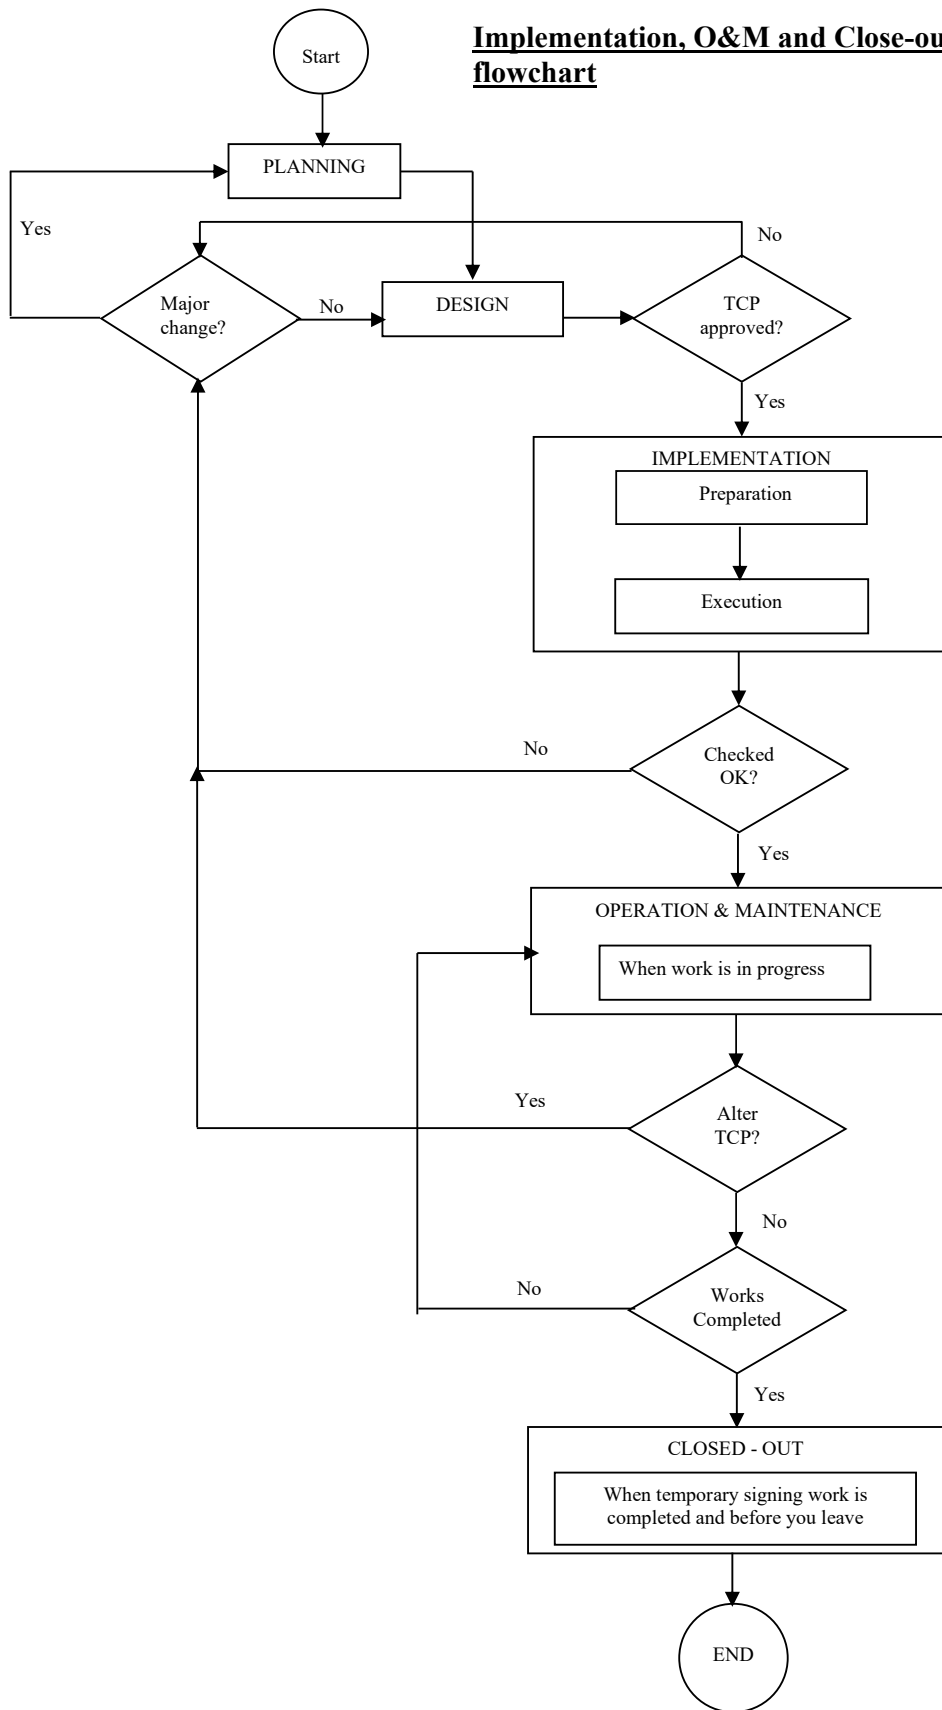 Start
Implementation, O&M and Close-ou
flowchart
PLANNING
Yes
No
Major
change?
No
DESIGN
TCP
approved?
Yes
IMPLEMENTATION
Preparation
Execution
No
Checked
OK?
Yes
OPERATION & MAINTENANCE
When work is in progress
Yes
Alter
TCP?
No
No
Works
Completed
Yes
CLOSED - OUT
When temporary signing work is
completed and before you leave
END